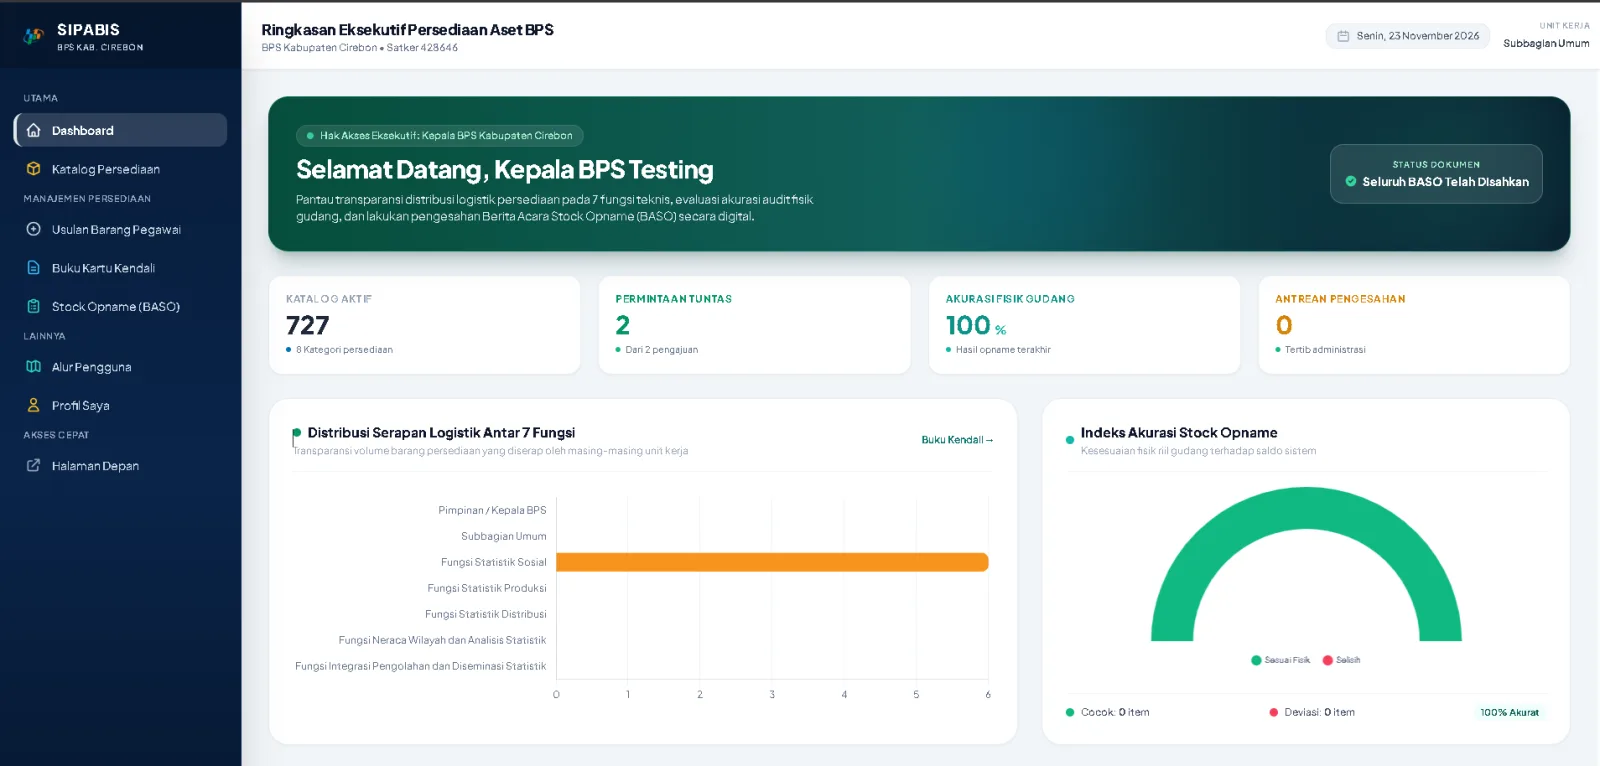 SIPABIS
BPS KAB. CIREBON
UTAMA
Dashboard
Katalog Persediaan
MANAJEMEN PERSEDIAAN
Usulan Barang Pegawai
Buku Kartu Kendali
Stock Opname (BASO)
LAINNYA
Alur Pengguna
Profil Saya
AKSES CEPAT
Halaman Depan
Ringkasan Eksekutif Persediaan Aset BPS
BPS Kabupaten Cirebon • Satker 428646
Senin, 23 November 2026
UNIT KERJA
Subbagian Umum
Hak Akses Eksekutif: Kepala BPS Kabupaten Cirebon
Selamat Datang, Kepala BPS Testing
Pantau transparansi distribusi logistik persediaan pada 7 fungsi teknis, evaluasi akurasi audit fisik
gudang, dan lakukan pengesahan Berita Acara Stock Opname (BASO) secara digital.
STATUS DOKUMEN
Seluruh BASO Telah Disahkan
KATALOG AKTIF
727
8 Kategori persediaan
PERMINTAAN TUNTAS
2
Dari 2 pengajuan
AKURASI FISIK GUDANG
100 %
Hasil opname terakhir
ANTREAN PENGESAHAN
0
Tertib administrasi
Distribusi Serapan Logistik Antar 7 Fungsi
Transparansi volume barang persediaan yang diserap oleh masing-masing unit kerja
Buku Kendali →
Pimpinan / Kepala BPS
Subbagian Umum
Fungsi Statistik Sosial
Fungsi Statistik Produksi
Fungsi Statistik Distribusi
Fungsi Neraca Wilayah dan Analisis Statistik
Fungsi Integrasi Pengolahan dan Diseminasi Statistik
0 1 2 3 4 5 6
Indeks Akurasi Stock Opname
Kesesuaian fisik riil gudang terhadap saldo sistem
Sesuai Fisik Selisih
Cocok: 0 item Deviasi: 0 item 100% Akurat